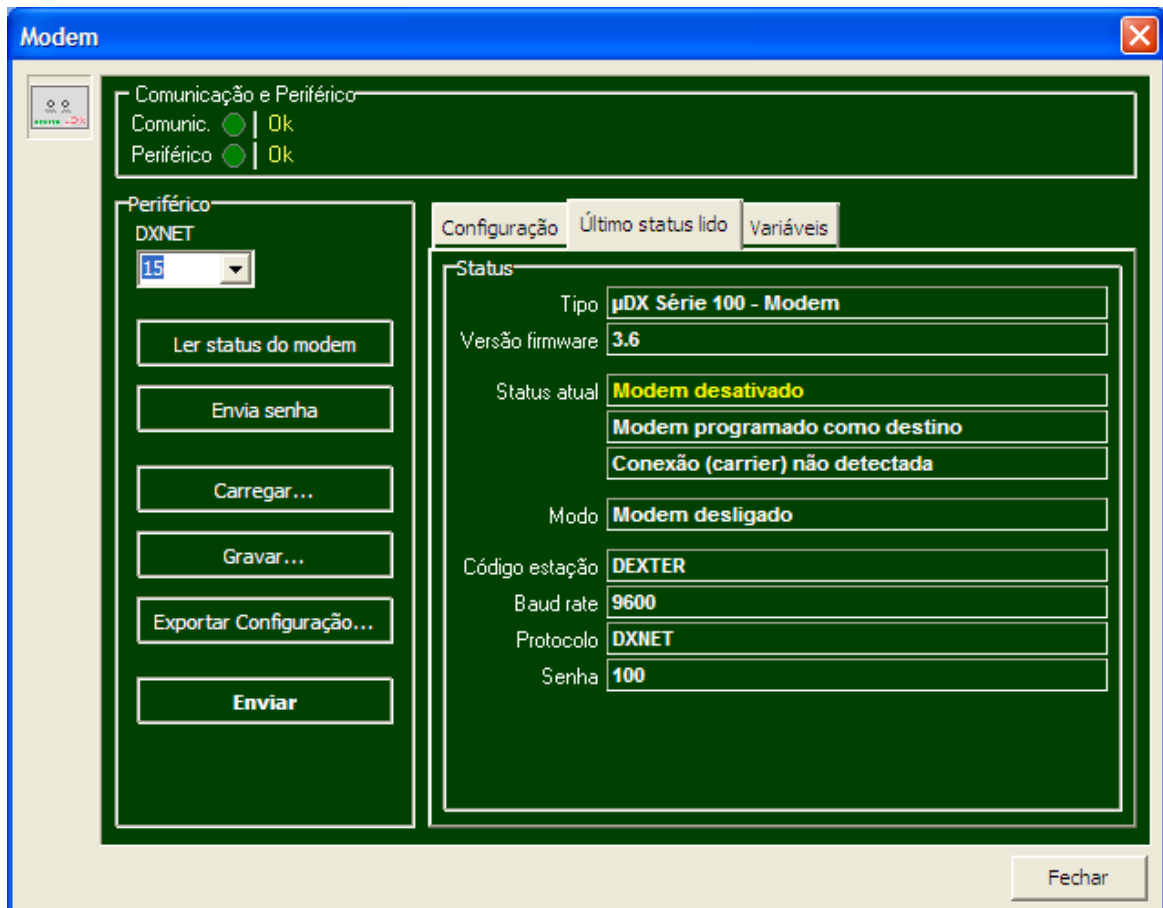 Modem
Comunicação e Periférico
Comunic. Ok
Periférico Ok
Periférico
DXNET
15
Ler status do modem
Envia senha
Carregar...
Gravar...
Exportar Configuração...
Enviar
Configuração Último status lido Variáveis
Status
Tipo µDX Série 100 - Modem
Versão firmware 3.6
Status atual Modem desativado
Modem programado como destino
Conexão (carrier) não detectada
Modo Modem desligado
Código estação DEXTER
Baud rate 9600
Protocolo DXNET
Senha 100
Fechar